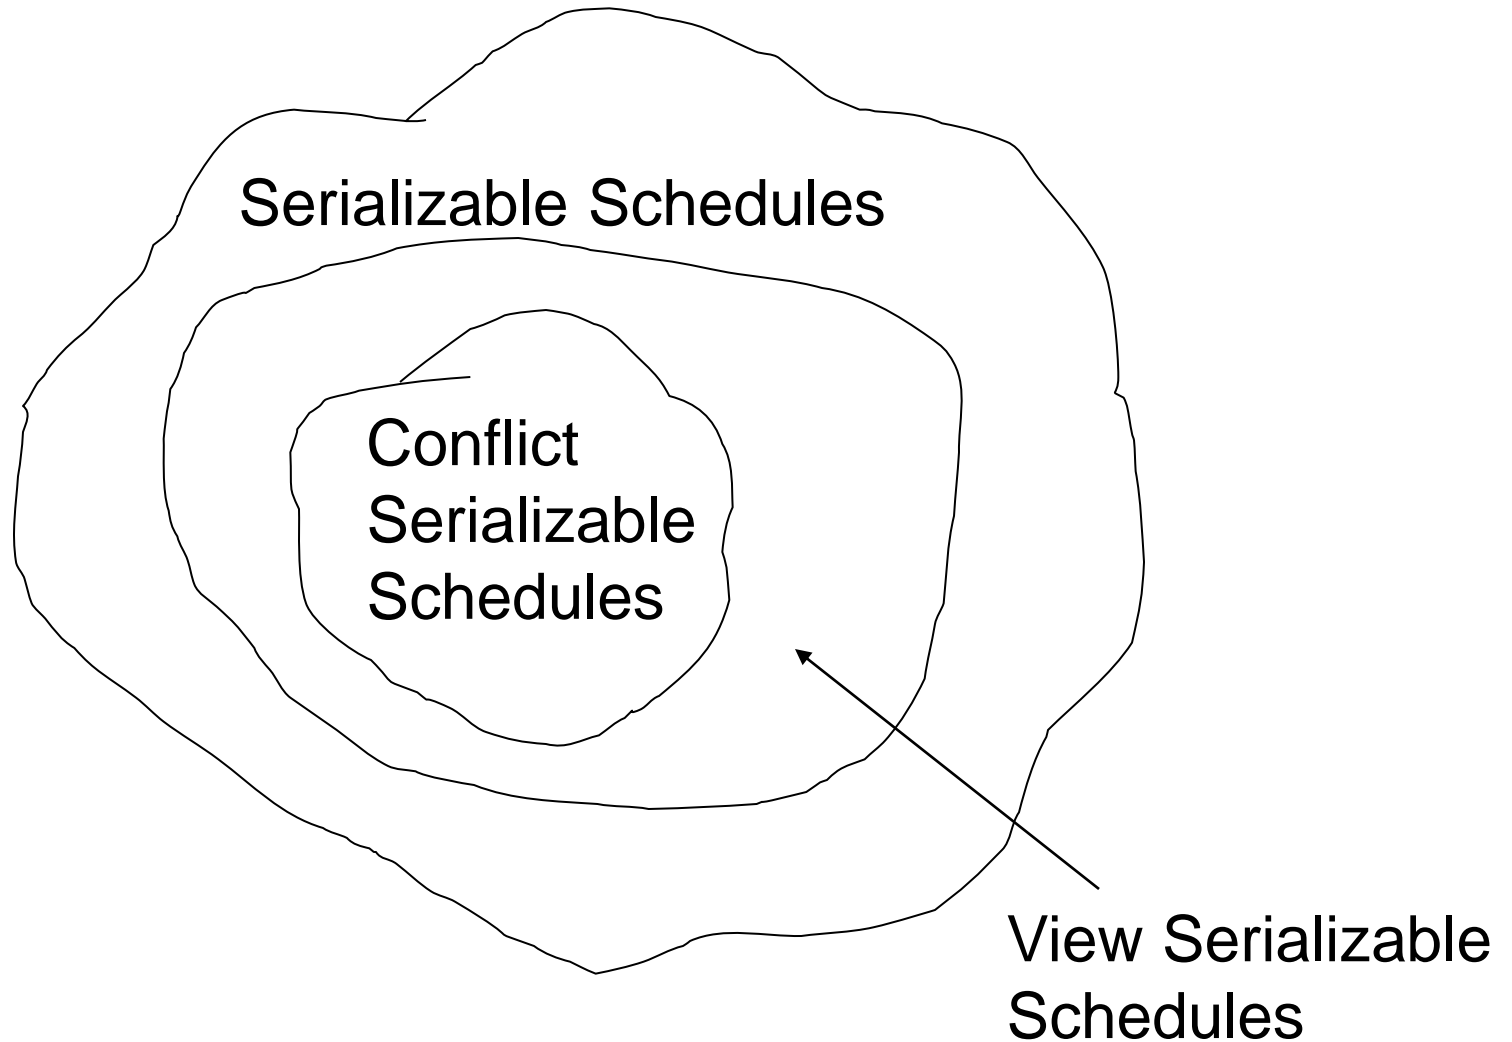 Serializable Schedules
Conflict
Serializable
Schedules
View Serializable
Schedules